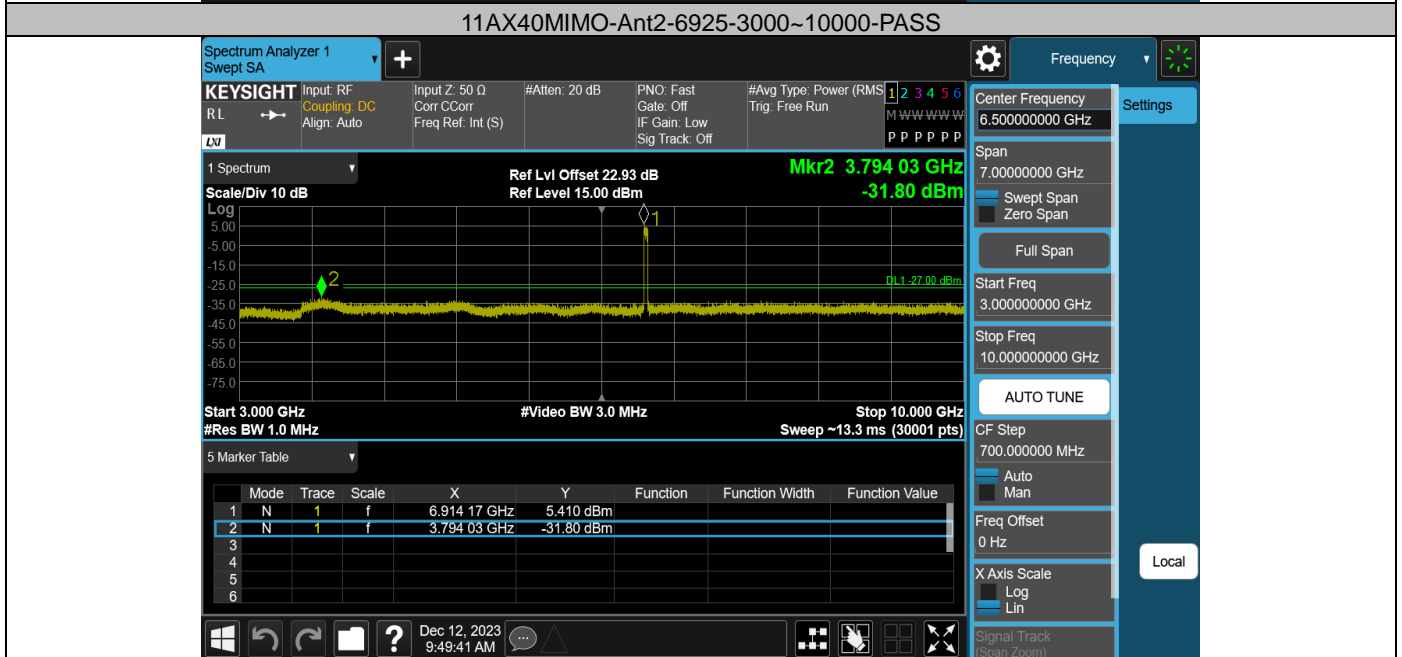 11AX40MIMO-Ant2-6925-3000~10000-PASS
Spectrum Analyzer 1
Swept SA
Frequency
KEYSIGHT
RL
LXI
Input: RF
Coupling: DC
Align: Auto
Input Z: 50 Ω
Corr CCorr
Freq Ref: Int (S)
#Atten: 20 dB
PNO: Fast
Gate: Off
IF Gain: Low
Sig Track: Off
#Avg Type: Power (RMS
Trig: Free Run
1 2 3 4 5 6
M W W W W W
P P P P P P
1 Spectrum
Scale/Div 10 dB
Ref Lvl Offset 22.93 dB
Ref Level 15.00 dBm
Mkr2 3.794 03 GHz
-31.80 dBm
Log
5.00
-5.00
-15.0
-25.0
-35.0
-45.0
-55.0
-65.0
-75.0
1
2
DL1 -27.00 dBm
Start 3.000 GHz
#Video BW 3.0 MHz
Stop 10.000 GHz
#Res BW 1.0 MHz
Sweep ~13.3 ms (30001 pts)
5 Marker Table
Mode Trace Scale X Y Function Function Width Function Value
1 N 1 f 6.914 17 GHz 5.410 dBm
2 N 1 f 3.794 03 GHz -31.80 dBm
3
4
5
6
Dec 12, 2023
9:49:41 AM
Center Frequency
6.500000000 GHz
Settings
Span
7.00000000 GHz
Swept Span
Zero Span
Full Span
Start Freq
3.000000000 GHz
Stop Freq
10.000000000 GHz
AUTO TUNE
CF Step
700.000000 MHz
Auto
Man
Freq Offset
0 Hz
Local
X Axis Scale
Log
Lin
Signal Track
(Span Zoom)